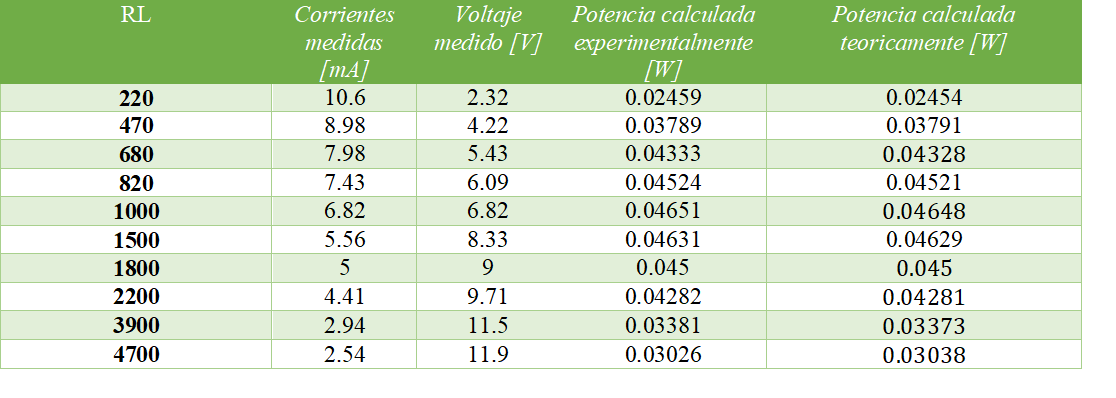 RL Corrientes medidas [mA] Voltaje medido [V] Potencia calculada experimentalmente [W] Potencia calculada teoricamente [W]
220 10.6 2.32 0.02459 0.02454
470 8.98 4.22 0.03789 0.03791
680 7.98 5.43 0.04333 0.04328
820 7.43 6.09 0.04524 0.04521
1000 6.82 6.82 0.04651 0.04648
1500 5.56 8.33 0.04631 0.04629
1800 5 9 0.045 0.045
2200 4.41 9.71 0.04282 0.04281
3900 2.94 11.5 0.03381 0.03373
4700 2.54 11.9 0.03026 0.03038